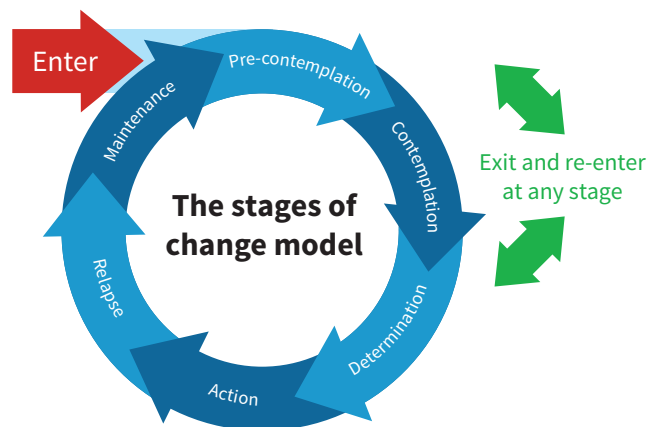 Enter
Pre-contemplation
Contemplation
Determination
Action
Relapse
Maintenance
The stages of
change model
Exit and re-enter
at any stage